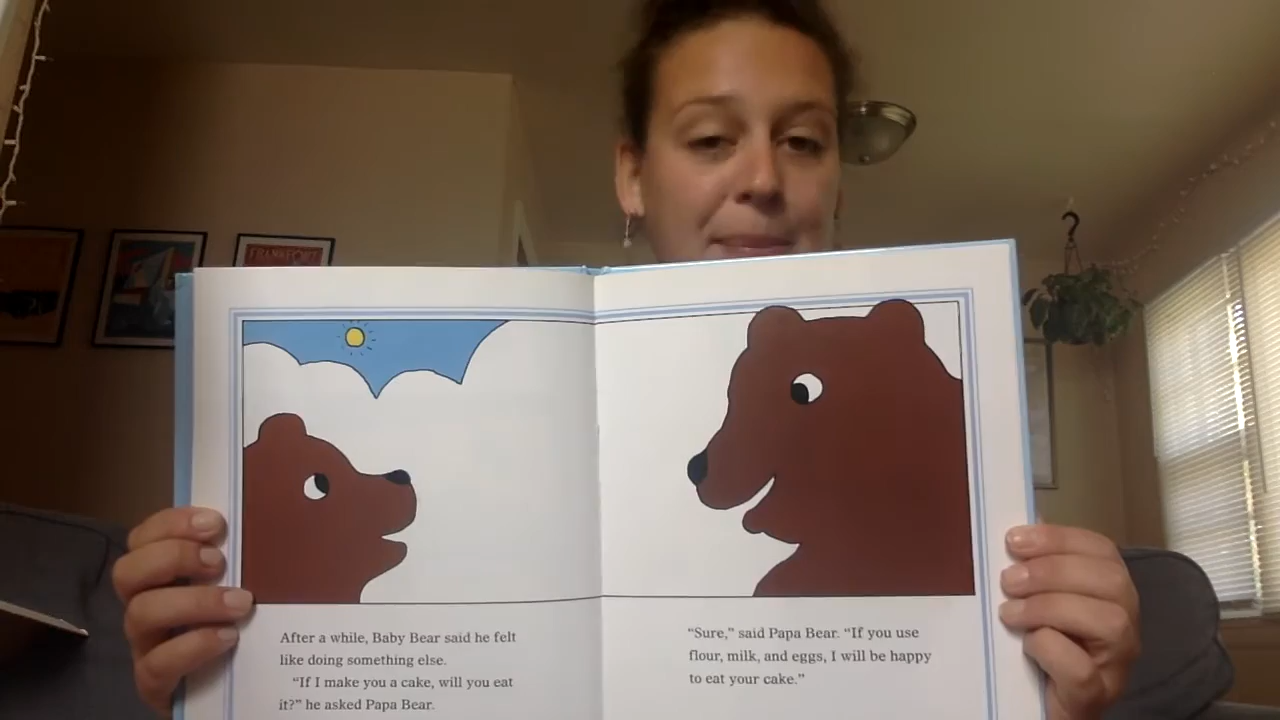 FRANKFORT
After a while, Baby Bear said he felt
like doing something else.
"If I make you a cake, will you eat
it?" he asked Papa Bear.
"Sure," said Papa Bear. "If you use
flour, milk, and eggs, I will be happy
to eat your cake."